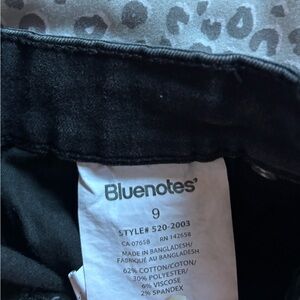 Bluenotes'
9
STYLE# 520-2003
CA 07658 RN 142658
MADE IN BANGLADESH/
FABRIQUÉ AU BANGLADESH
62% COTTON/COTON/
30% POLYESTER/
6% VISCOSE
2% SPANDEX